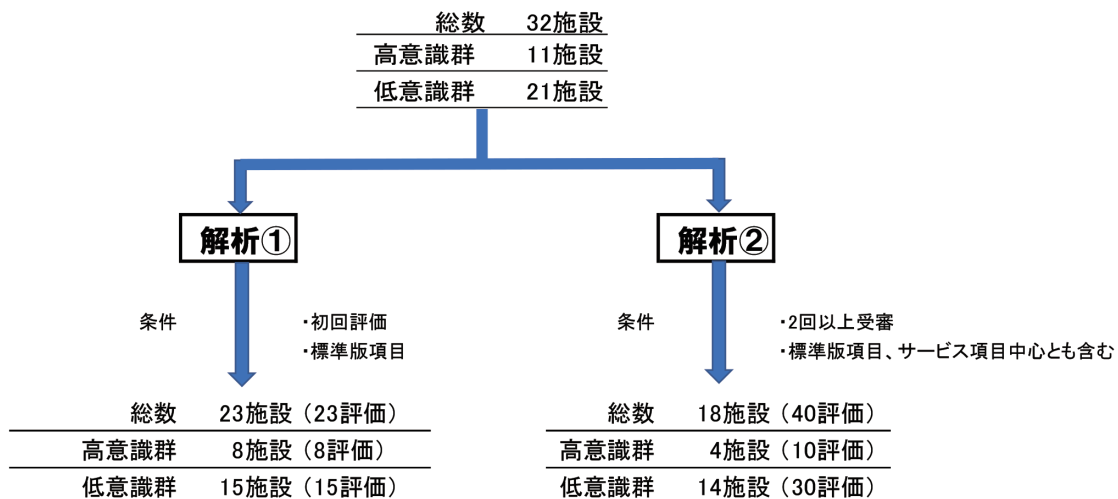 総数 32施設
高意識群 11施設
低意識群 21施設
解析①
条件
・初回評価
・標準版項目
総数 23施設（23評価）
高意識群 8施設（8評価）
低意識群 15施設（15評価）
解析②
条件
・2回以上受審
・標準版項目、サービス項目中心とも含む
総数 18施設（40評価）
高意識群 4施設（10評価）
低意識群 14施設（30評価）